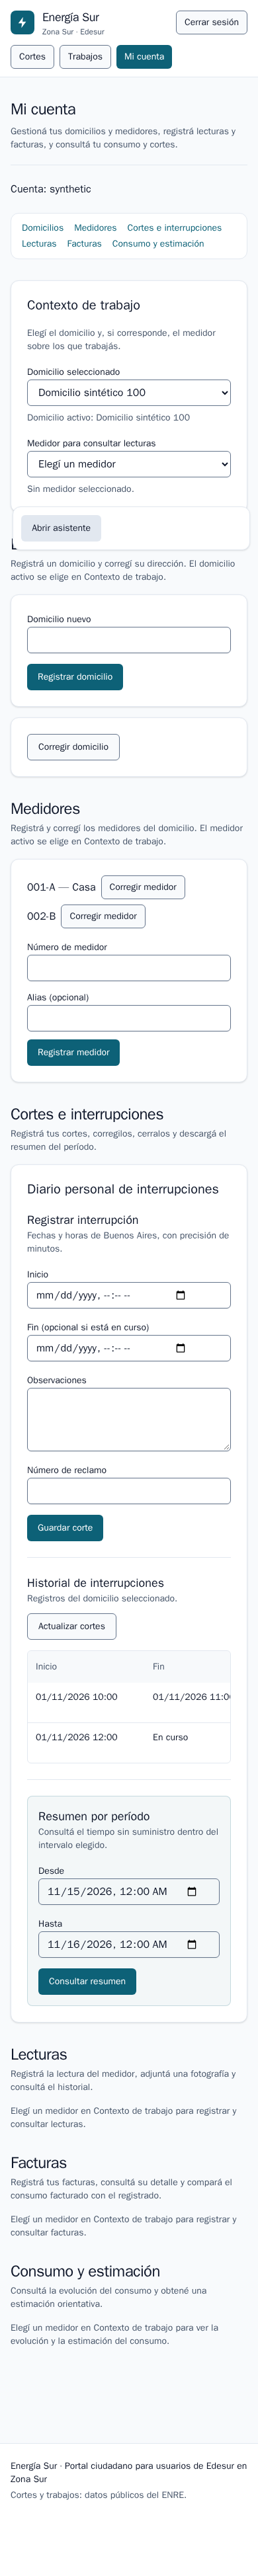 Energía Sur
Zona Sur · Edesur
Cerrar sesión
Cortes
Trabajos
Mi cuenta
Mi cuenta
Gestioná tus domicilios y medidores, registrá lecturas y
facturas, y consultá tu consumo y cortes.
Cuenta: synthetic
Domicilios Medidores Cortes e interrupciones
Lecturas Facturas Consumo y estimación
Contexto de trabajo
Elegí el domicilio y, si corresponde, el medidor
sobre los que trabajás.
Domicilio seleccionado
Domicilio sintético 100
Domicilio activo: Domicilio sintético 100
Medidor para consultar lecturas
Elegí un medidor
Sin medidor seleccionado.
Abrir asistente
Registrá un domicilio y corregí su dirección. El domicilio
activo se elige en Contexto de trabajo.
Domicilio nuevo
Registrar domicilio
Corregir domicilio
Medidores
Registrá y corregí los medidores del domicilio. El medidor
activo se elige en Contexto de trabajo.
001-A — Casa Corregir medidor
002-B Corregir medidor
Número de medidor
Alias (opcional)
Registrar medidor
Cortes e interrupciones
Registrá tus cortes, corregilos, cerralos y descargá el
resumen del período.
Diario personal de interrupciones
Registrar interrupción
Fechas y horas de Buenos Aires, con precisión de
minutos.
Inicio
mm/dd/yyyy, --:-- --
Fin (opcional si está en curso)
mm/dd/yyyy, --:-- --
Observaciones
Número de reclamo
Guardar corte
Historial de interrupciones
Registros del domicilio seleccionado.
Actualizar cortes
Inicio Fin
01/11/2026 10:00 01/11/2026 11:00
01/11/2026 12:00 En curso
Resumen por período
Consultá el tiempo sin suministro dentro del
intervalo elegido.
Desde
11/15/2026, 12:00 AM
Hasta
11/16/2026, 12:00 AM
Consultar resumen
Lecturas
Registrá la lectura del medidor, adjuntá una fotografía y
consultá el historial.
Elegí un medidor en Contexto de trabajo para registrar y
consultar lecturas.
Facturas
Registrá tus facturas, consultá su detalle y compará el
consumo facturado con el registrado.
Elegí un medidor en Contexto de trabajo para registrar y
consultar facturas.
Consumo y estimación
Consultá la evolución del consumo y obtené una
estimación orientativa.
Elegí un medidor en Contexto de trabajo para ver la
evolución y la estimación del consumo.
Energía Sur · Portal ciudadano para usuarios de Edesur en
Zona Sur
Cortes y trabajos: datos públicos del ENRE.